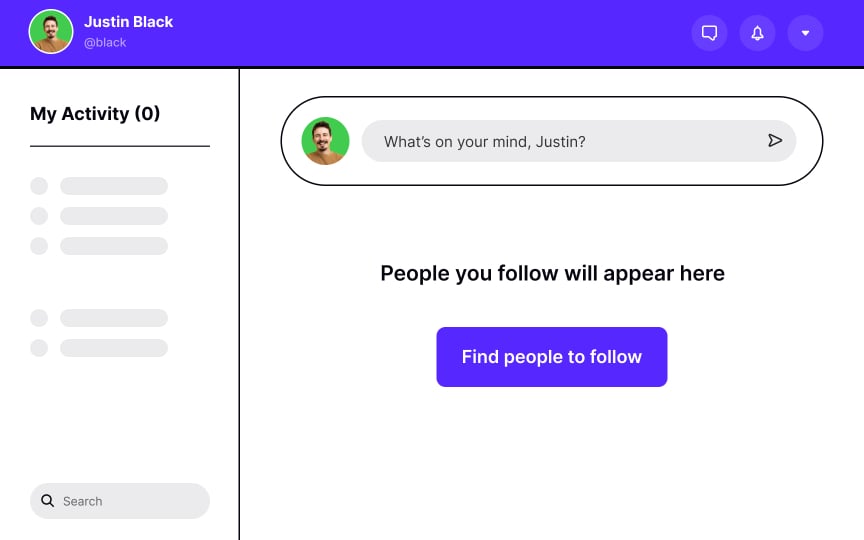 Justin Black
@black
My Activity (0)
What’s on your mind, Justin?
People you follow will appear here
Find people to follow
Search